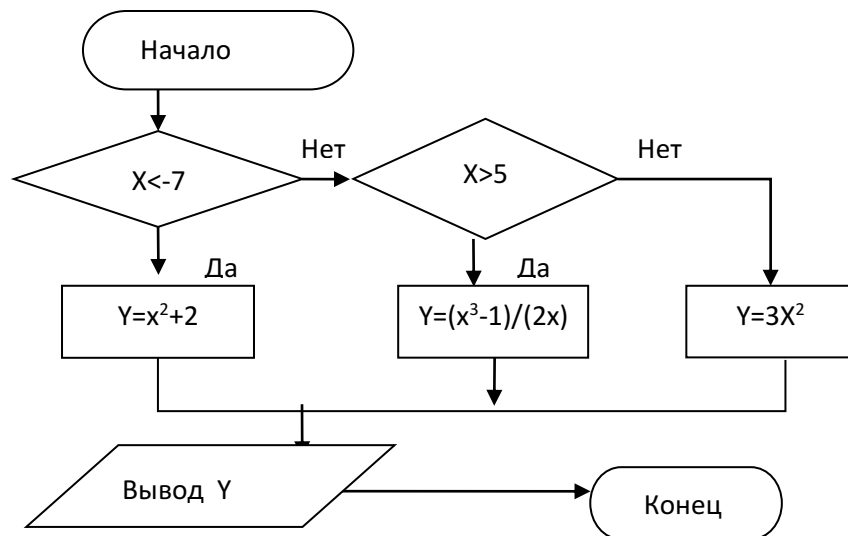 Начало
Нет
Нет
X<-7
X>5
Да
Да
Y=x²+2
Y=(x³-1)/(2x)
Y=3X²
Вывод Y
Конец